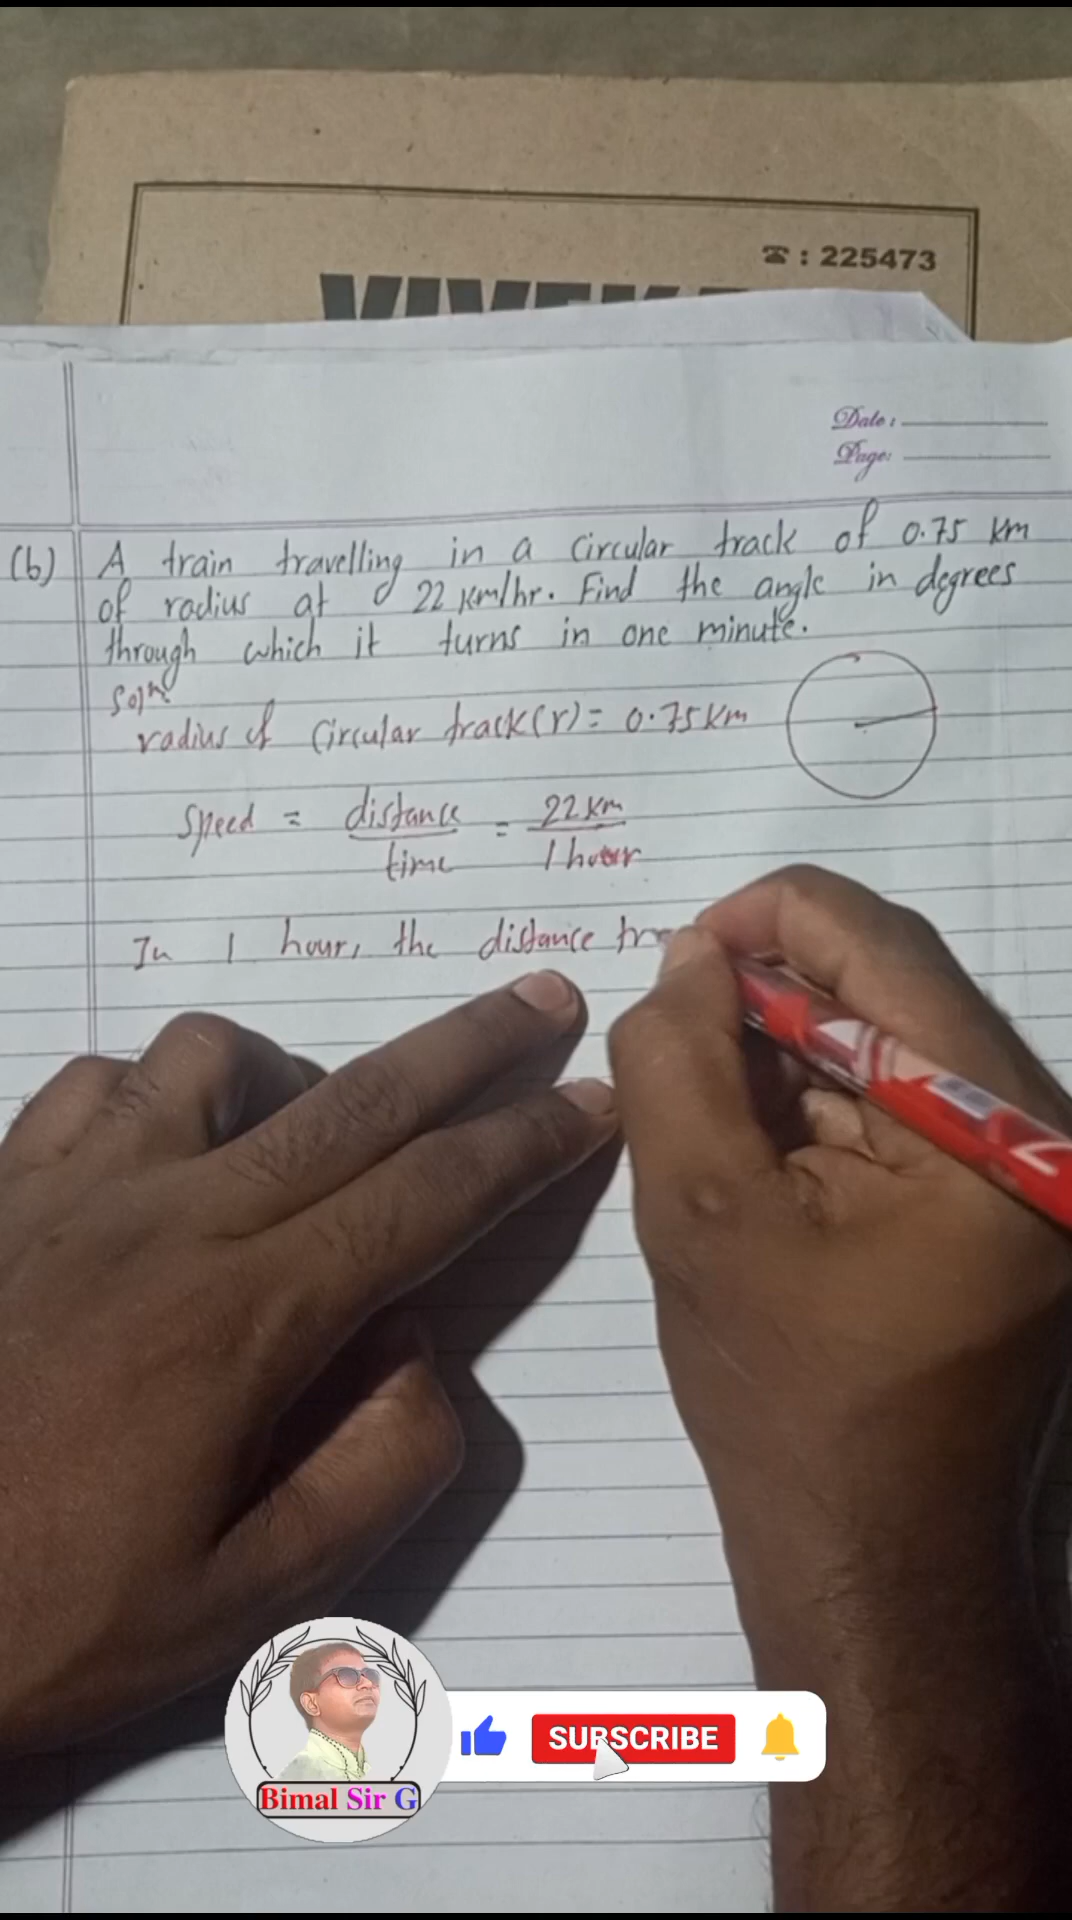 ☎ : 225473
Date:
Page:
(b) A train travelling in a circular track of 0.75 km
of radius at 22 km/hr. Find the angle in degrees
through which it turns in one minute.
Soln
radius of circular track(r) = 0.75 km
Speed = distance/time = 22 km/1 hour
In 1 hour, the distance
SUBSCRIBE
Bimal Sir G